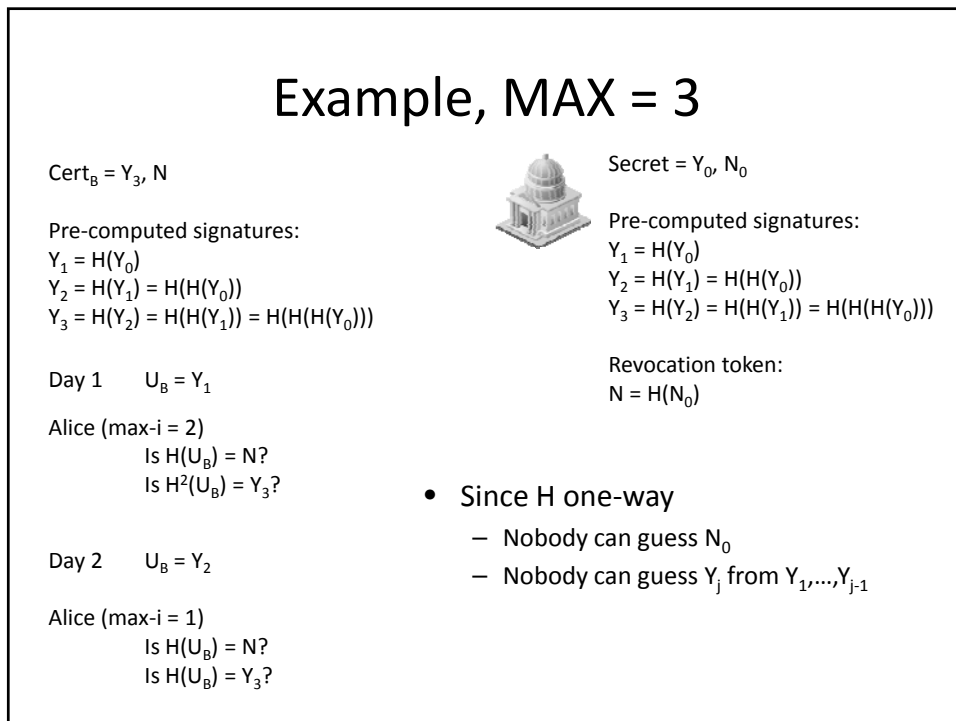 Example, MAX = 3
Cert_B = Y_3, N
Pre-computed signatures:
Y_1 = H(Y_0)
Y_2 = H(Y_1) = H(H(Y_0))
Y_3 = H(Y_2) = H(H(Y_1)) = H(H(H(Y_0)))
Day 1 U_B = Y_1
Alice (max-i = 2)
Is H(U_B) = N?
Is H^2(U_B) = Y_3?
Day 2 U_B = Y_2
Alice (max-i = 1)
Is H(U_B) = N?
Is H(U_B) = Y_3?
Secret = Y_0, N_0
Pre-computed signatures:
Y_1 = H(Y_0)
Y_2 = H(Y_1) = H(H(Y_0))
Y_3 = H(Y_2) = H(H(Y_1)) = H(H(H(Y_0)))
Revocation token:
N = H(N_0)
• Since H one-way
– Nobody can guess N_0
– Nobody can guess Y_j from Y_1,...,Y_{j-1}